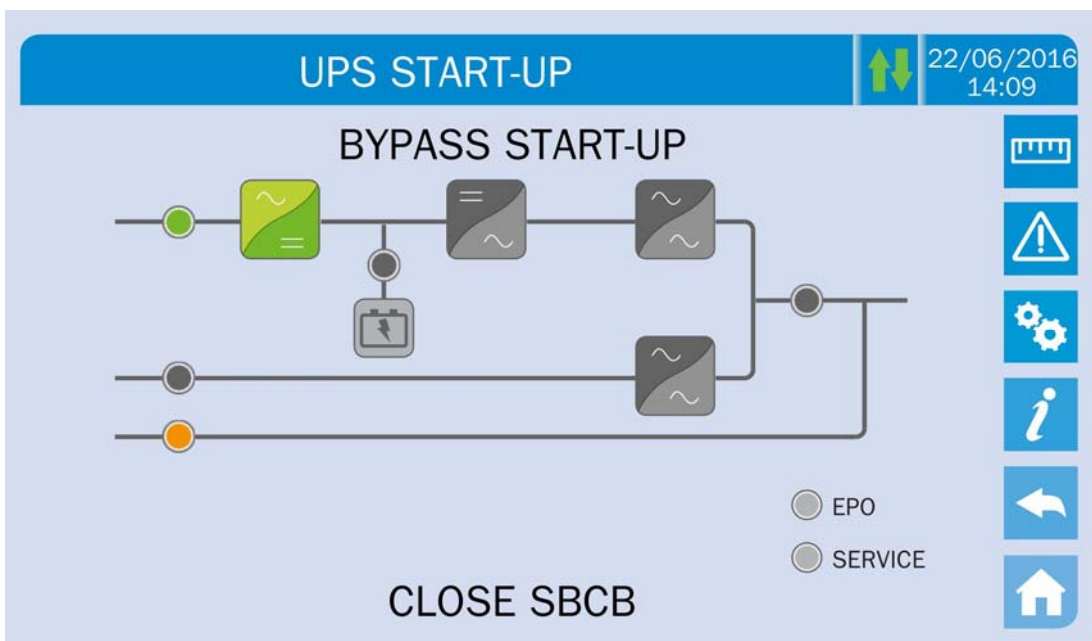 UPS START-UP
22/06/2016
14:09
BYPASS START-UP
EPO
SERVICE
CLOSE SBCB